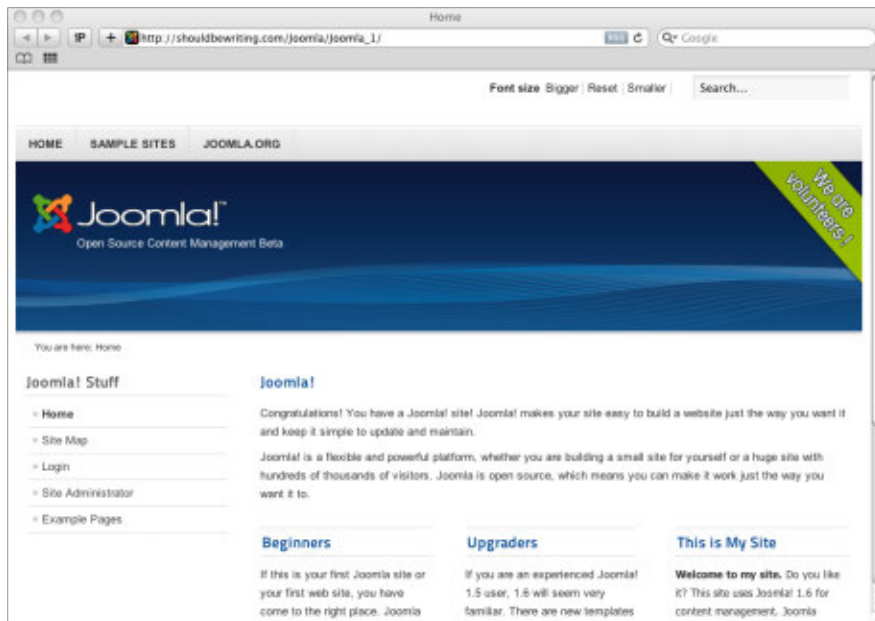 Home
http://shouldbewriting.com/Joomla/Joomla_1/
RSS
Google
Font size Bigger | Reset | Smaller |
Search...
HOME
SAMPLE SITES
JOOMLA.ORG
Joomla!™
Open Source Content Management Beta
We are
volunteers !
You are here: Home
Joomla! Stuff
Home
Site Map
Login
Site Administrator
Example Pages
Joomla!
Congratulations! You have a Joomla! site! Joomla! makes your site easy to build a website just the way you want it
and keep it simple to update and maintain.
Joomla! is a flexible and powerful platform, whether you are building a small site for yourself or a huge site with
hundreds of thousands of visitors. Joomla is open source, which means you can make it work just the way you
want it to.
Beginners
If this is your first Joomla site or
your first web site, you have
come to the right place. Joomla
Upgraders
If you are an experienced Joomla!
1.5 user, 1.6 will seem very
familiar. There are new templates
This is My Site
Welcome to my site. Do you like
it? This site uses Joomla! 1.6 for
content management. Joomla